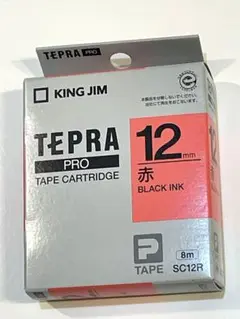 TEPRA PRO
KING JIM
TEPRA
PRO
TAPE CARTRIDGE
12mm
赤
BLACK INK
P
TAPE
8m
SC12R